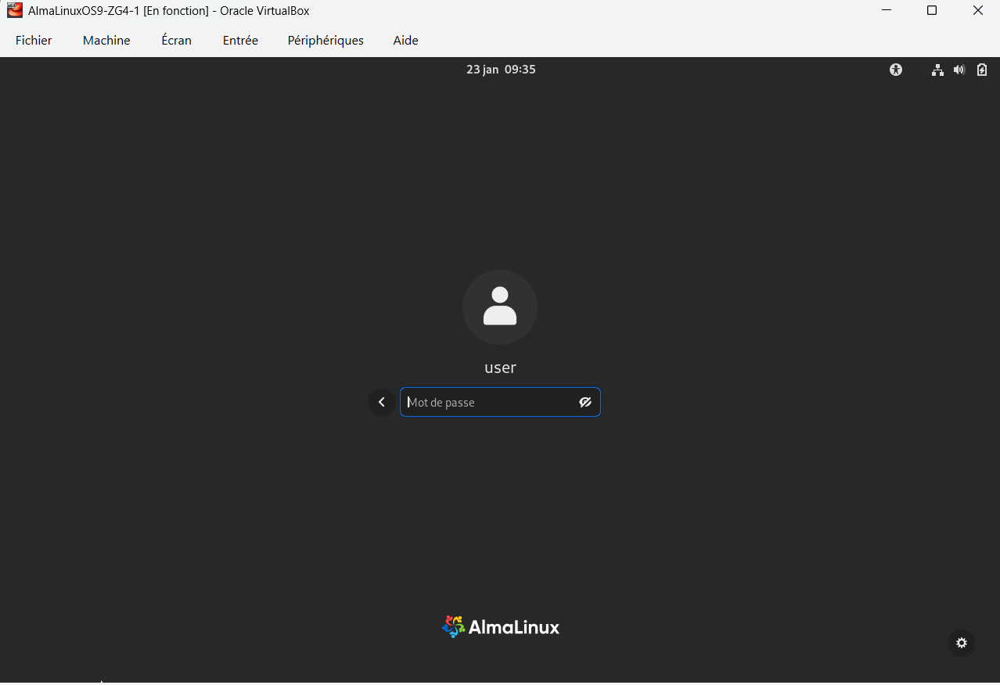 AlmaLinuxOS9-ZG4-1 [En fonction] - Oracle VirtualBox
Fichier Machine Écran Entrée Périphériques Aide
23 jan 09:35
user
Mot de passe
AlmaLinux